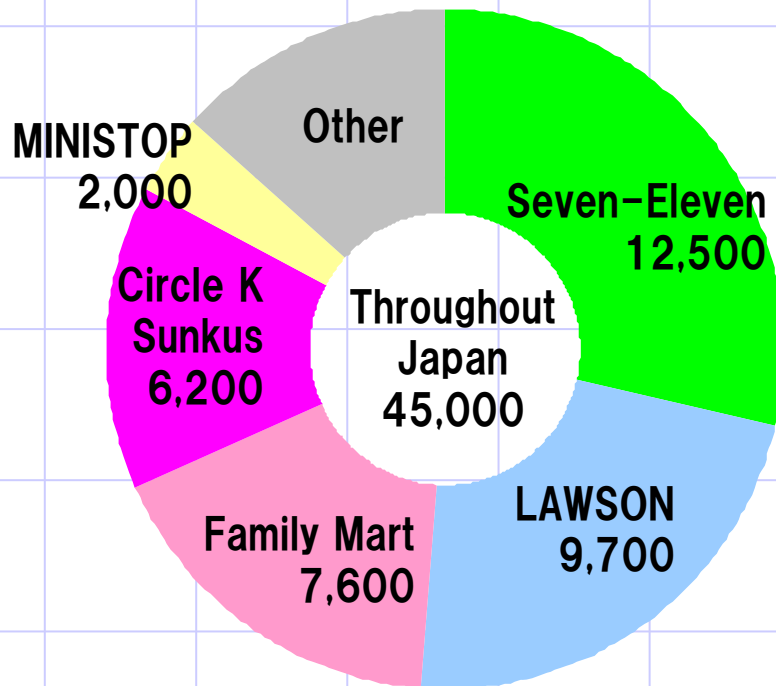 Other
MINISTOP
2,000
Seven-Eleven
12,500
Circle K
Sunkus
6,200
Throughout
Japan
45,000
LAWSON
9,700
Family Mart
7,600